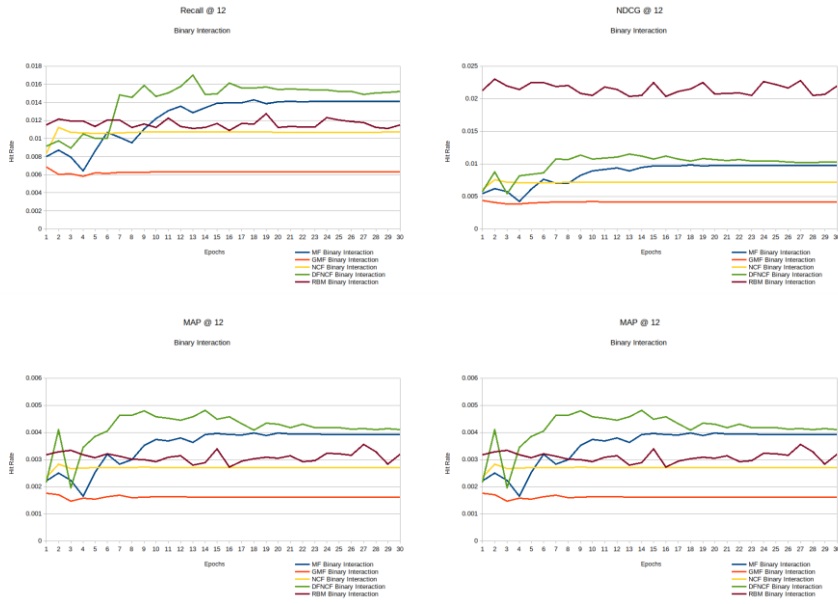 Recall @ 12
Binary Interaction
0.018
0.016
0.014
0.012
0.01
0.008
0.006
0.004
0.002
0
Hit Rate
1 2 3 4 5 6 7 8 9 10 11 12 13 14 15 16 17 18 19 20 21 22 23 24 25 26 27 28 29 30
Epochs
MF Binary Interaction
GMF Binary Interaction
NCF Binary Interaction
DFNCF Binary Interaction
RBM Binary Interaction
NDCG @ 12
Binary Interaction
0.025
0.02
0.015
0.01
0.005
0
Hit Rate
1 2 3 4 5 6 7 8 9 10 11 12 13 14 15 16 17 18 19 20 21 22 23 24 25 26 27 28 29 30
Epochs
MF Binary Interaction
GMF Binary Interaction
NCF Binary Interaction
DFNCF Binary Interaction
RBM Binary Interaction
MAP @ 12
Binary Interaction
0.006
0.005
0.004
0.003
0.002
0.001
0
Hit Rate
1 2 3 4 5 6 7 8 9 10 11 12 13 14 15 16 17 18 19 20 21 22 23 24 25 26 27 28 29 30
Epochs
MF Binary Interaction
GMF Binary Interaction
NCF Binary Interaction
DFNCF Binary Interaction
RBM Binary Interaction
MAP @ 12
Binary Interaction
0.006
0.005
0.004
0.003
0.002
0.001
0
Hit Rate
1 2 3 4 5 6 7 8 9 10 11 12 13 14 15 16 17 18 19 20 21 22 23 24 25 26 27 28 29 30
Epochs
MF Binary Interaction
GMF Binary Interaction
NCF Binary Interaction
DFNCF Binary Interaction
RBM Binary Interaction